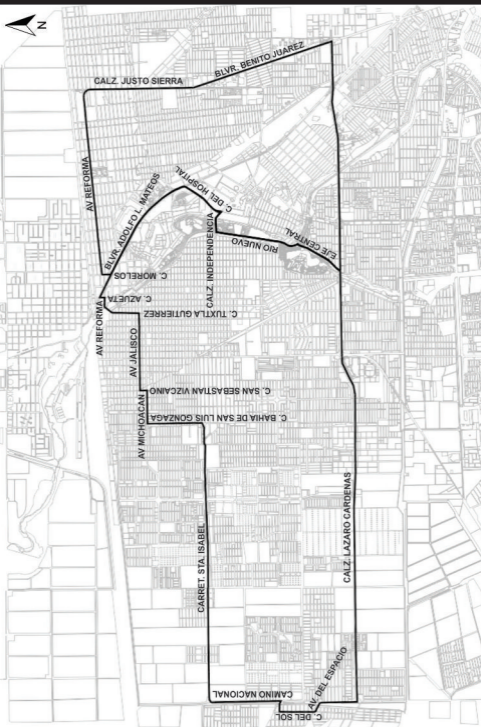 N
BLVR. BENITO JUAREZ
CALZ. JUSTO SIERRA
AV REFORMA
BLVR. ADOLFO L. MATEOS
C. DEL HOSPITAL
CALZ. INDEPENDENCIA
RIO NUEVO
EJE CENTRAL
C. MORELOS
C. AZUETA
AV REFORMA
C. TUXTLA GUTIERREZ
AV JALISCO
C. SAN SEBASTIAN VIZCAINO
AV MICHOACAN
C. BAHIA DE SAN LUIS GONZAGA
CARRET. STA. ISABEL
CALZ. LAZARO CARDENAS
CAMINO NACIONAL
AV. DEL ESPACIO
C. DEL SOL